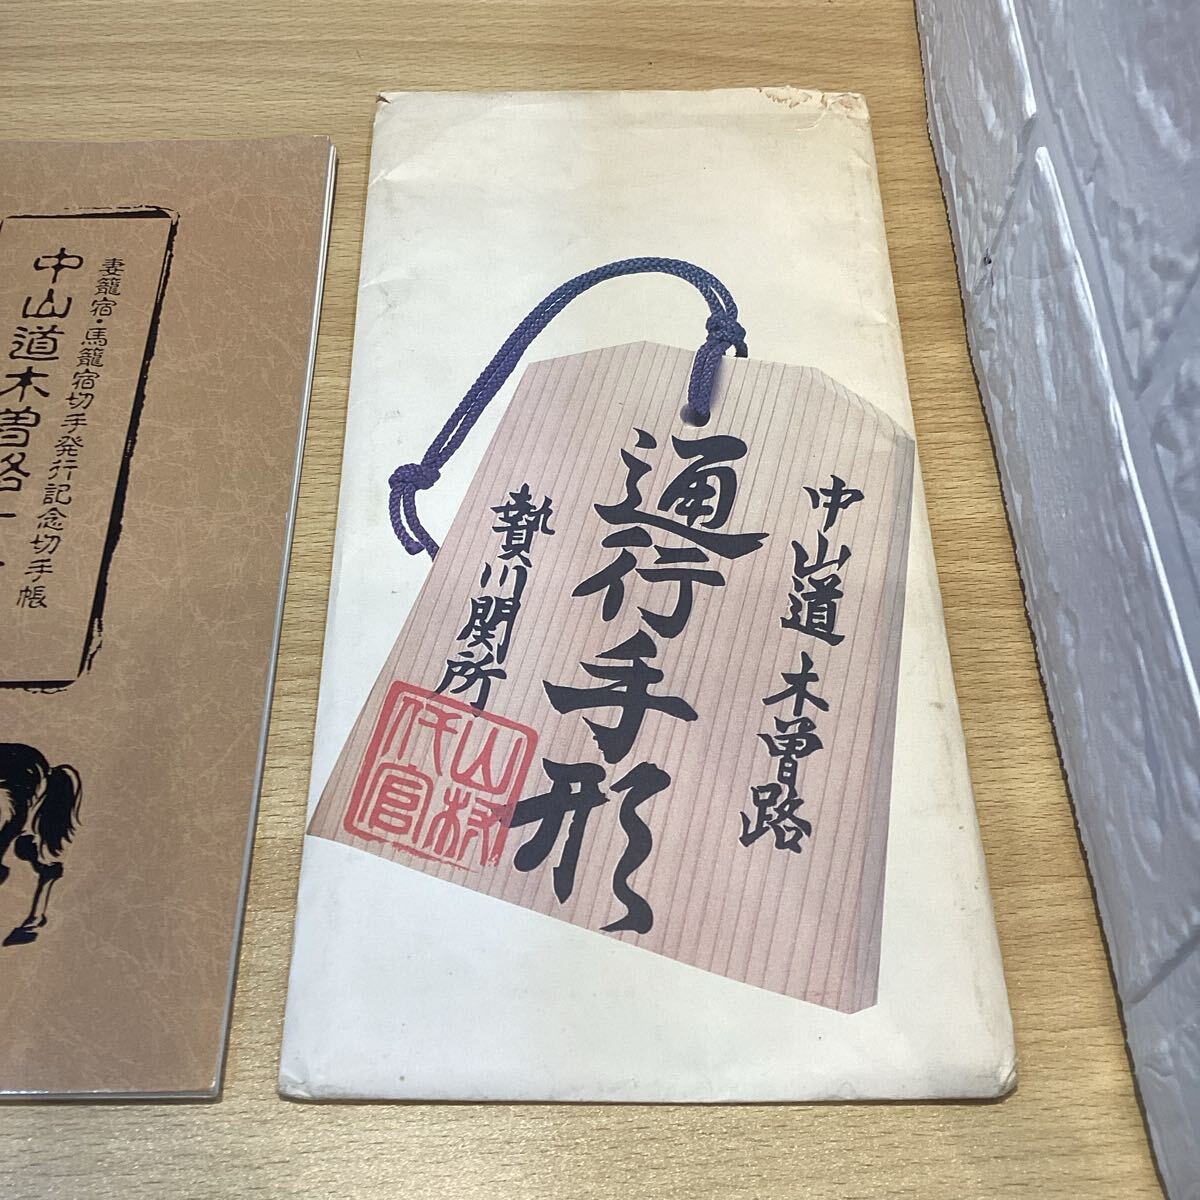 妻籠宿・馬籠宿切手発行記念切手帳
中山道木曽路
中山道 木曽路
通行手形
贄川関所
山村
代官